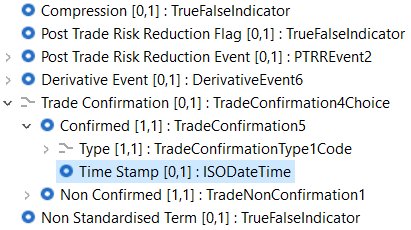 Compression [0,1] : TrueFalseIndicator
Post Trade Risk Reduction Flag [0,1] : TrueFalseIndicator
Post Trade Risk Reduction Event [0,1] : PTRREvent2
Derivative Event [0,1] : DerivativeEvent6
Trade Confirmation [0,1] : TradeConfirmation4Choice
Confirmed [1,1] : TradeConfirmation5
Type [1,1] : TradeConfirmationType1Code
Time Stamp [0,1] : ISODateTime
Non Confirmed [1,1] : TradeNonConfirmation1
Non Standardised Term [0,1] : TrueFalseIndicator